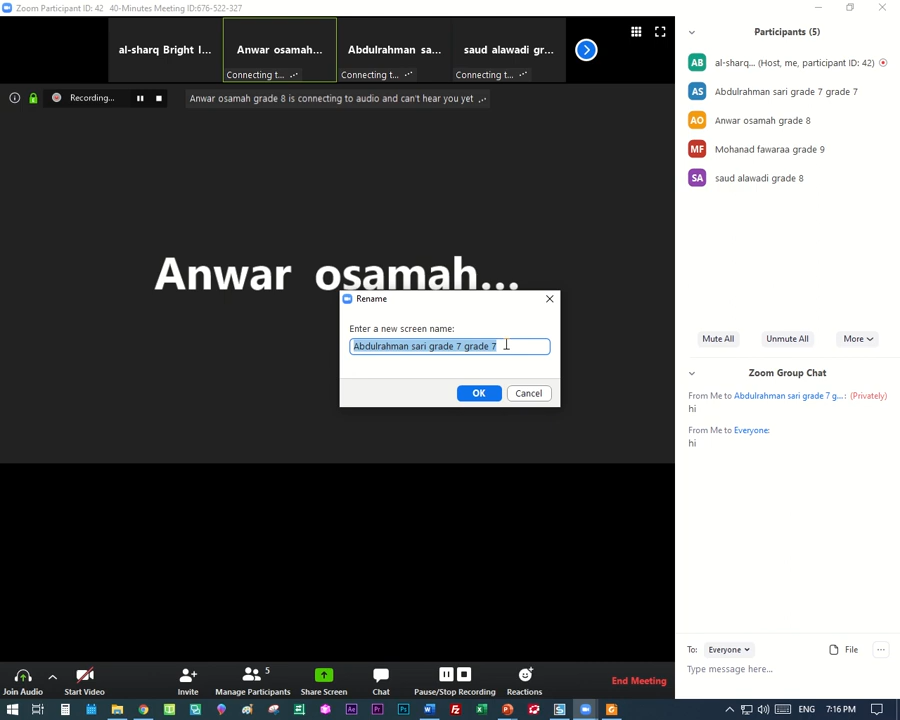 Zoom Participant ID: 42 40-Minutes Meeting ID:676-522-327
al-sharq Bright I...
Anwar osamah...
Connecting t...
Abdulrahman sa...
Connecting t...
saud alawadi gr...
Connecting t...
Recording...
Anwar osamah grade 8 is connecting to audio and can't hear you yet
Anwar osamah...
Rename
Enter a new screen name:
Abdulrahman sari grade 7 grade 7
OK
Cancel
Participants (5)
AB al-sharq... (Host, me, participant ID: 42)
AS Abdulrahman sari grade 7 grade 7
AO Anwar osamah grade 8
MF Mohanad fawaraa grade 9
SA saud alawadi grade 8
Mute All
Unmute All
More
Zoom Group Chat
From Me to Abdulrahman sari grade 7 g...: (Privately)
hi
From Me to Everyone:
hi
To: Everyone
File
Type message here...
Join Audio
Start Video
Invite
5
Manage Participants
Share Screen
Chat
Pause/Stop Recording
Reactions
End Meeting
ENG
7:16 PM